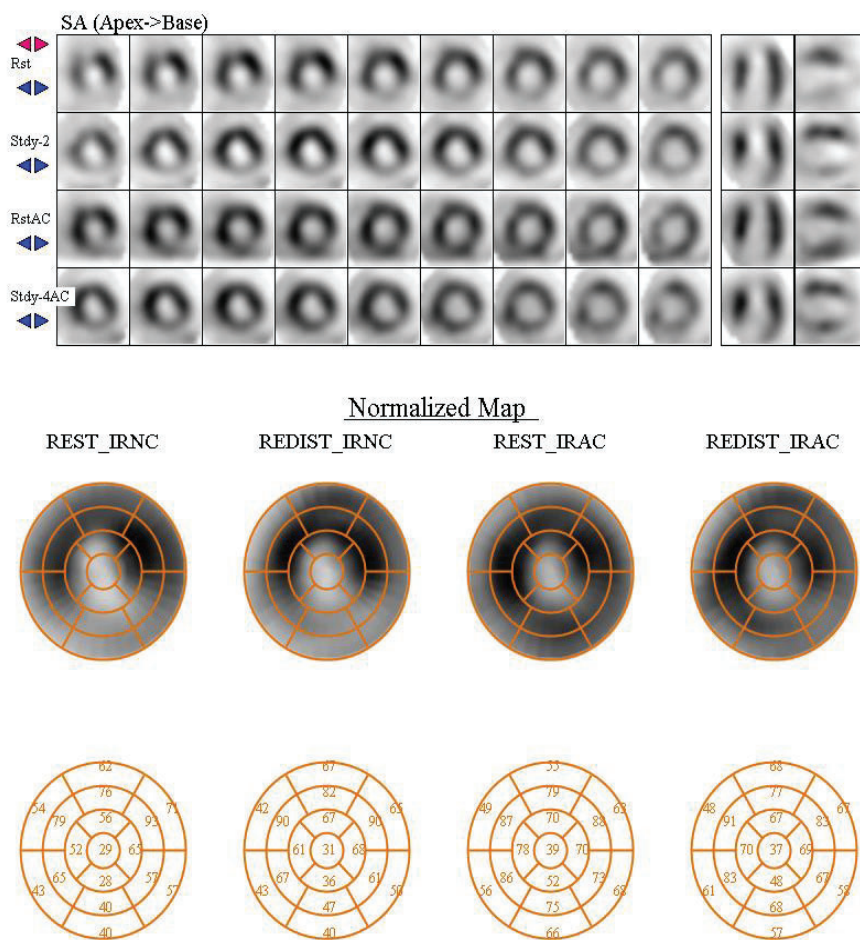 SA (Apex->Base)
Rst
Stdy-2
RstAC
Stdy-4AC
Normalized Map
REST_IRNC REDIST_IRNC REST_IRAC REDIST_IRAC
62 67 55 68
76 82 79 77
54 71 42 65 49 63 48 67
79 56 93 90 67 90 87 70 88 91 67 83
52 29 65 61 31 68 78 39 70 70 37 69
43 65 28 57 57 43 67 36 61 50 56 86 52 73 68 61 83 48 67 58
40 47 75 68
40 40 66 57